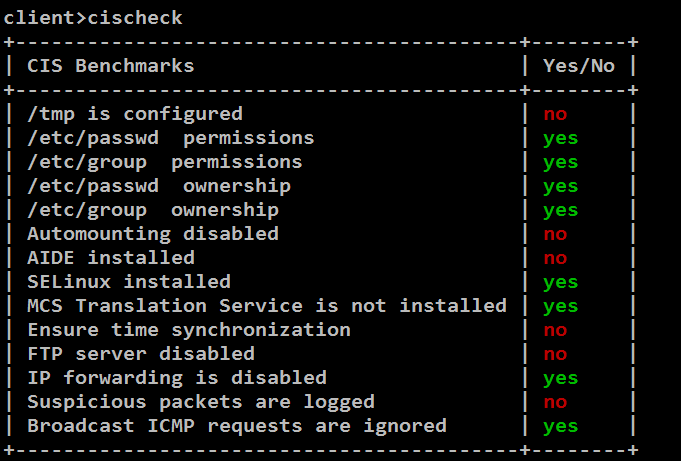 client>cischeck
+------------------------------------------+--------+
| CIS Benchmarks                           | Yes/No |
+------------------------------------------+--------+
| /tmp is configured                       | no     |
| /etc/passwd  permissions                 | yes    |
| /etc/group  permissions                  | yes    |
| /etc/passwd  ownership                   | yes    |
| /etc/group  ownership                    | yes    |
| Automounting disabled                    | no     |
| AIDE installed                           | no     |
| SELinux installed                        | yes    |
| MCS Translation Service is not installed | yes    |
| Ensure time synchronization              | no     |
| FTP server disabled                      | no     |
| IP forwarding is disabled                | yes    |
| Suspicious packets are logged            | no     |
| Broadcast ICMP requests are ignored      | yes    |
+------------------------------------------+--------+